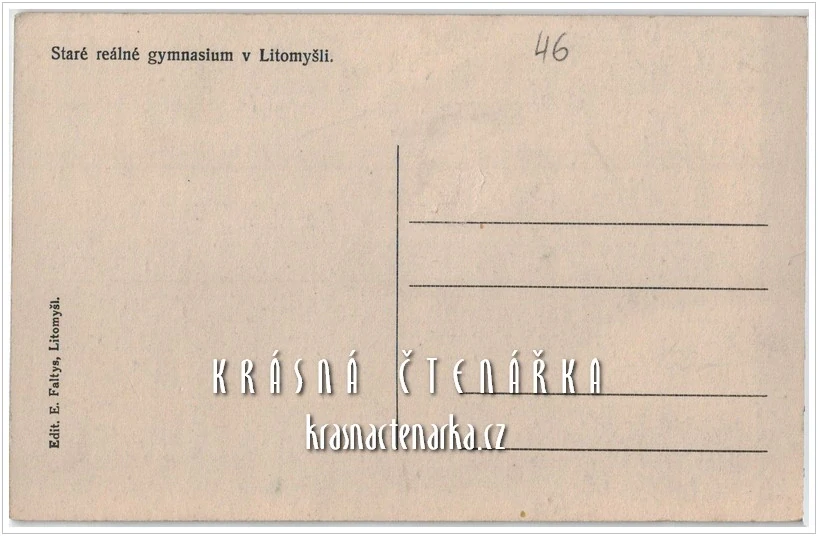 Staré reálné gymnasium v Litomyšli.
46
Edit. E. Faltys, Litomyšl.
KRÁSNÁ ČTENÁŘKA
krasnactenarka.cz